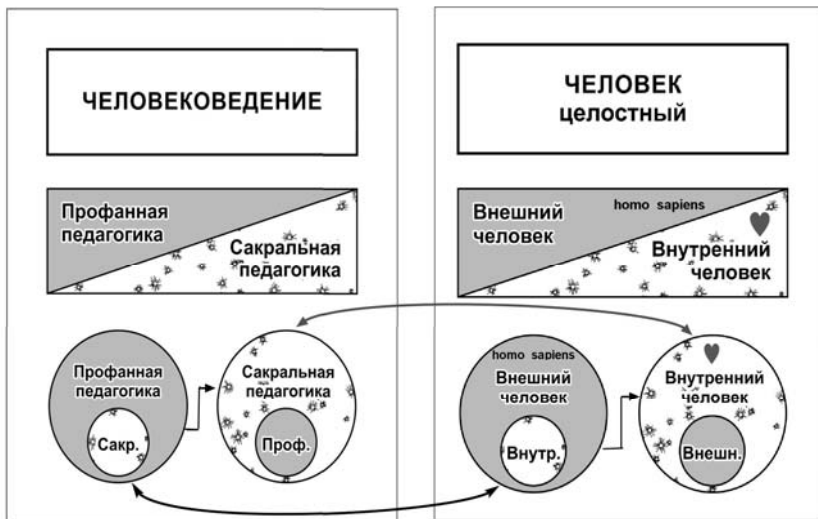 ЧЕЛОВЕКОВЕДЕНИЕ
Профанная
педагогика
Сакральная
педагогика
Профанная
педагогика
Сакр.
Сакральная
педагогика
Проф.
ЧЕЛОВЕК
целостный
homo sapiens
Внешний
человек
Внутренний
человек
homo sapiens
Внешний
человек
Внутр.
Внутренний
человек
Внешн.